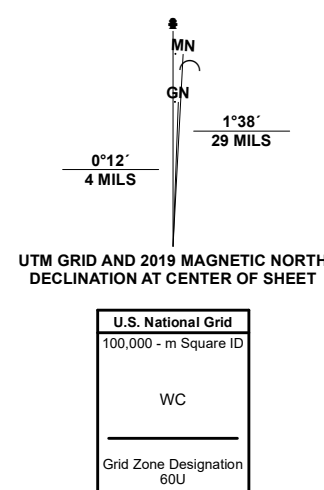 MN
GN
1°38´
29 MILS
0°12´
4 MILS
UTM GRID AND 2019 MAGNETIC NORTH
DECLINATION AT CENTER OF SHEET
U.S. National Grid
100,000 - m Square ID
WC
Grid Zone Designation
60U